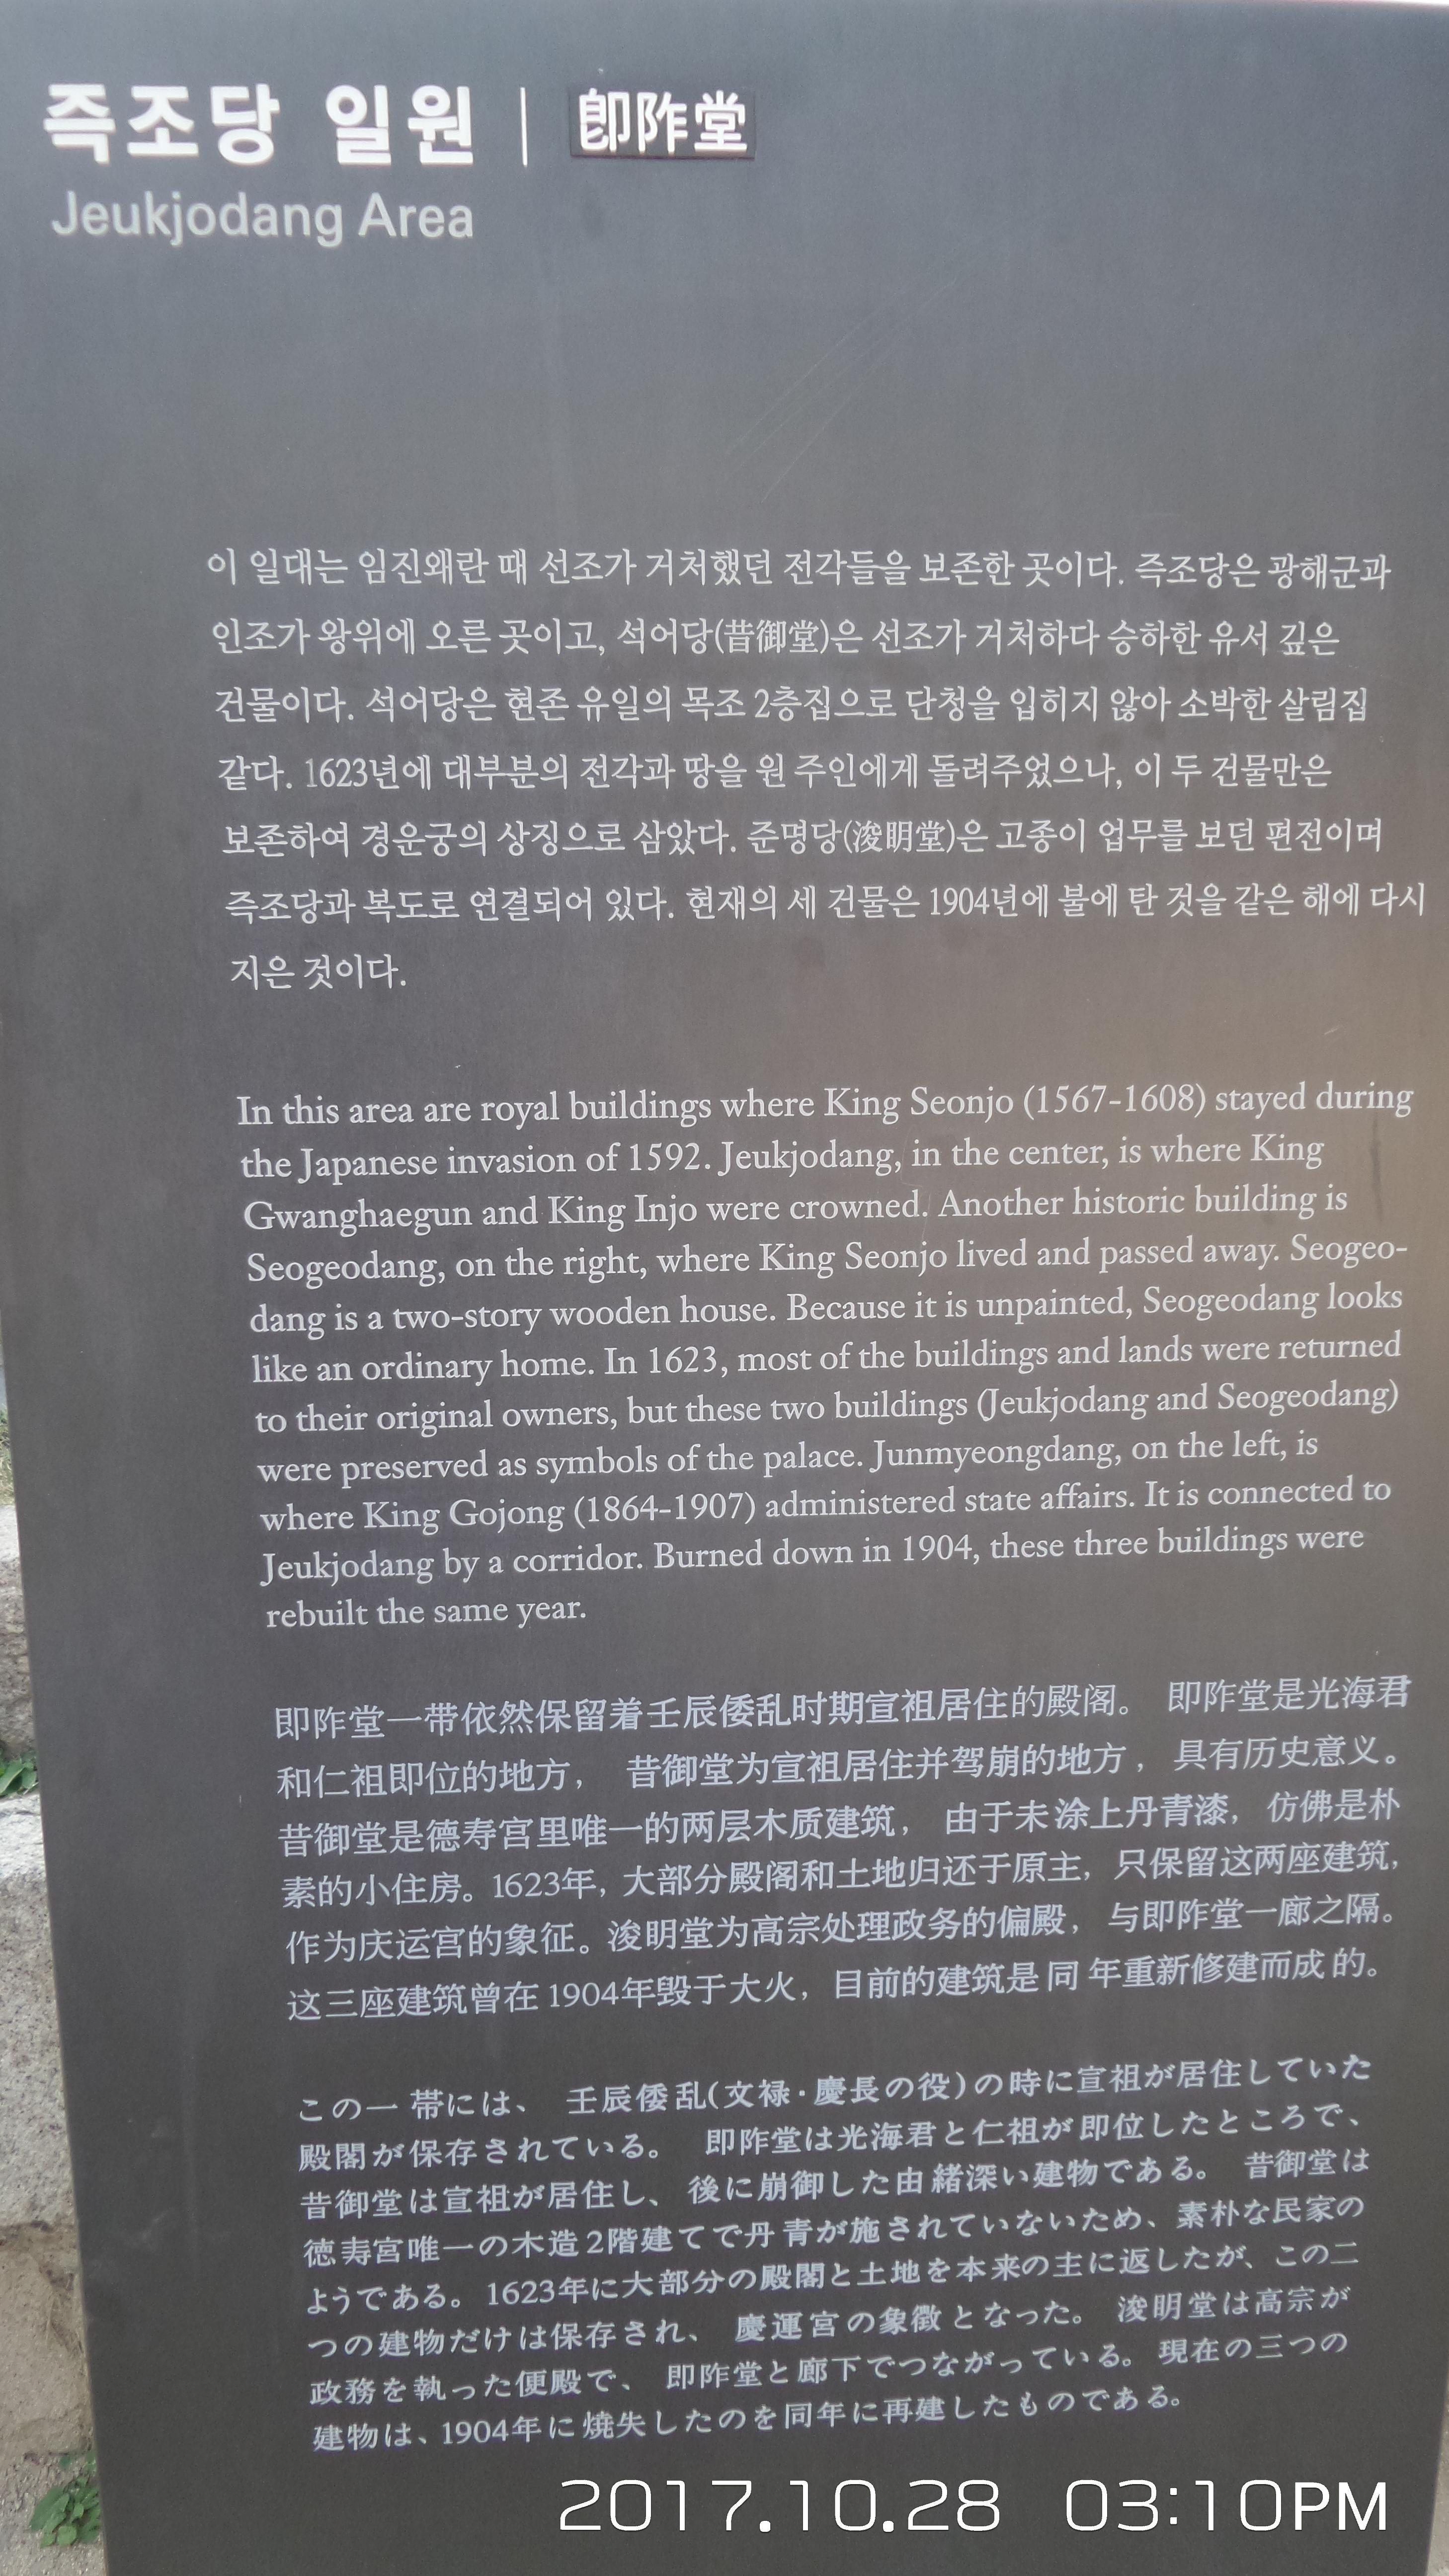 즉조당 일원 | 卽阼堂
Jeukjodang Area
이 일대는 임진왜란 때 선조가 거처했던 전각들을 보존한 곳이다. 즉조당은 광해군과
인조가 왕위에 오른 곳이고, 석어당(昔御堂)은 선조가 거처하다 승하한 유서 깊은
건물이다. 석어당은 현존 유일의 목조 2층집으로 단청을 입히지 않아 소박한 살림집
같다. 1623년에 대부분의 전각과 땅을 원 주인에게 돌려주었으나, 이 두 건물만은
보존하여 경운궁의 상징으로 삼았다. 준명당(浚眀堂)은 고종이 업무를 보던 편전이며
즉조당과 복도로 연결되어 있다. 현재의 세 건물은 1904년에 불에 탄 것을 같은 해에 다시
지은 것이다.
In this area are royal buildings where King Seonjo (1567-1608) stayed during
the Japanese invasion of 1592. Jeukjodang, in the center, is where King
Gwanghaegun and King Injo were crowned. Another historic building is
Seogeodang, on the right, where King Seonjo lived and passed away. Seogeo-
dang is a two-story wooden house. Because it is unpainted, Seogeodang looks
like an ordinary home. In 1623, most of the buildings and lands were returned
to their original owners, but these two buildings (Jeukjodang and Seogeodang)
were preserved as symbols of the palace. Junmyeongdang, on the left, is
where King Gojong (1864-1907) administered state affairs. It is connected to
Jeukjodang by a corridor. Burned down in 1904, these three buildings were
rebuilt the same year.
即阼堂一带依然保留着壬辰倭乱时期宣祖居住的殿阁。 即阼堂是光海君
和仁祖即位的地方， 昔御堂为宣祖居住并驾崩的地方，具有历史意义。
昔御堂是德寿宫里唯一的两层木质建筑， 由于未涂上丹青漆，仿佛是朴
素的小住房。1623年，大部分殿阁和土地归还于原主，只保留这两座建筑，
作为庆运宫的象征。浚明堂为高宗处理政务的偏殿，与即阼堂一廊之隔。
这三座建筑曾在1904年毁于大火，目前的建筑是同年重新修建而成的。
この一帯には、 壬辰倭乱(文禄・慶長の役)の時に宣祖が居住していた
殿閣が保存されている。 即阼堂は光海君と仁祖が即位したところで、
昔御堂は宣祖が居住し、後に崩御した由緒深い建物である。 昔御堂は
徳寿宮唯一の木造2階建てで丹青が施されていないため、素朴な民家の
ようである。1623年に大部分の殿閣と土地を本来の主に返したが、この二
つの建物だけは保存され、 慶運宮の象徴となった。 浚明堂は高宗が
政務を執った便殿で、 即阼堂と廊下でつながっている。現在の三つの
建物は、1904年に焼失したのを同年に再建したものである。
2017.10.28 03:10PM